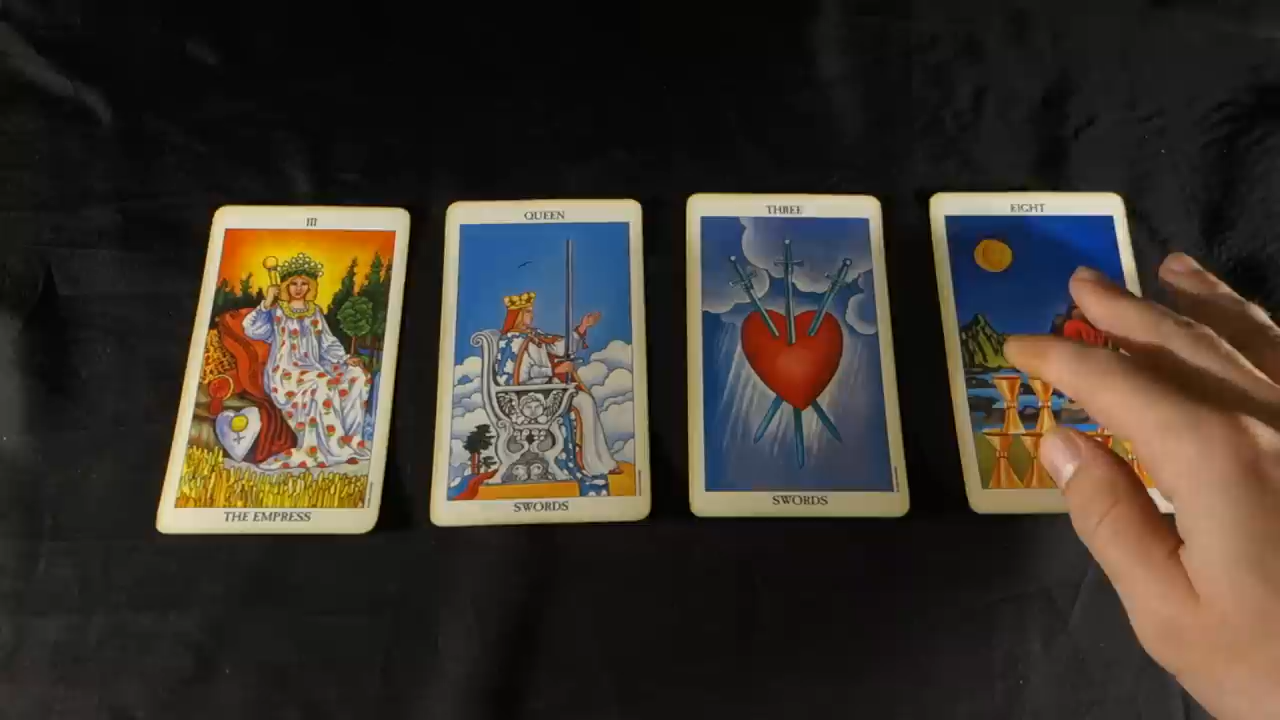 III
THE EMPRESS
QUEEN
SWORDS
THREE
SWORDS
EIGHT